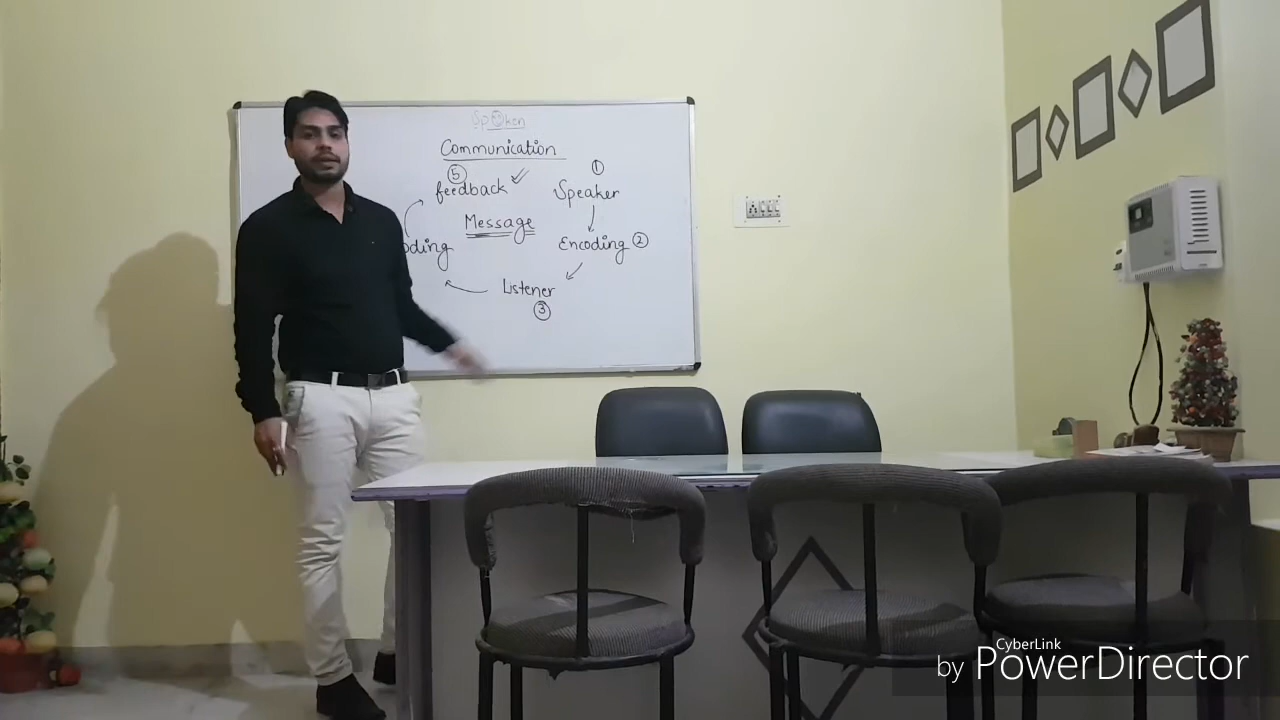 Spoken
Communication
5
feedback
1
Speaker
Message
oding
Encoding 2
Listener
3
CyberLink
by PowerDirector